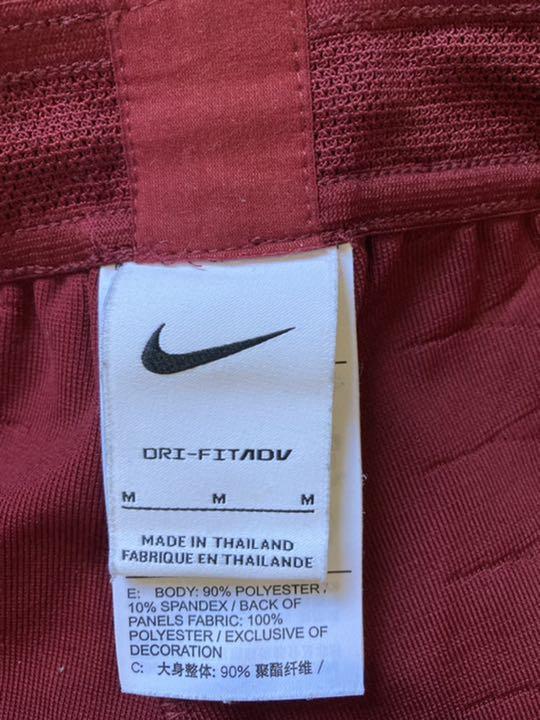 DRI-FITADV
M M M
MADE IN THAILAND
FABRIQUE EN THAILANDE
E: BODY: 90% POLYESTER /
10% SPANDEX / BACK OF
PANELS FABRIC: 100%
POLYESTER / EXCLUSIVE OF
DECORATION
C: 大身整体: 90% 聚酯纤维 /